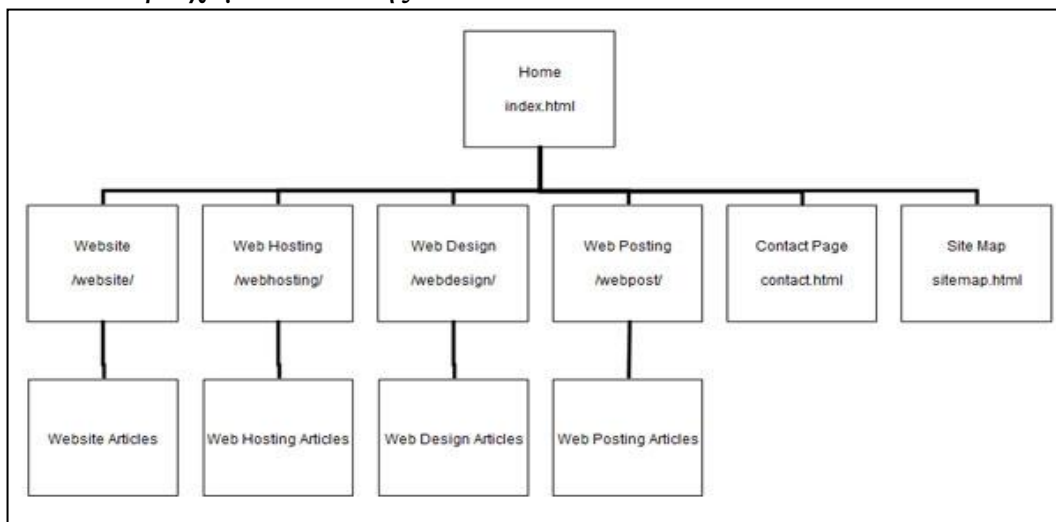 Home
index.html
Website
/website/
Web Hosting
/webhosting/
Web Design
/webdesign/
Web Posting
/webpost/
Contact Page
contact.html
Site Map
sitemap.html
Website Articles
Web Hosting Articles
Web Design Articles
Web Posting Articles